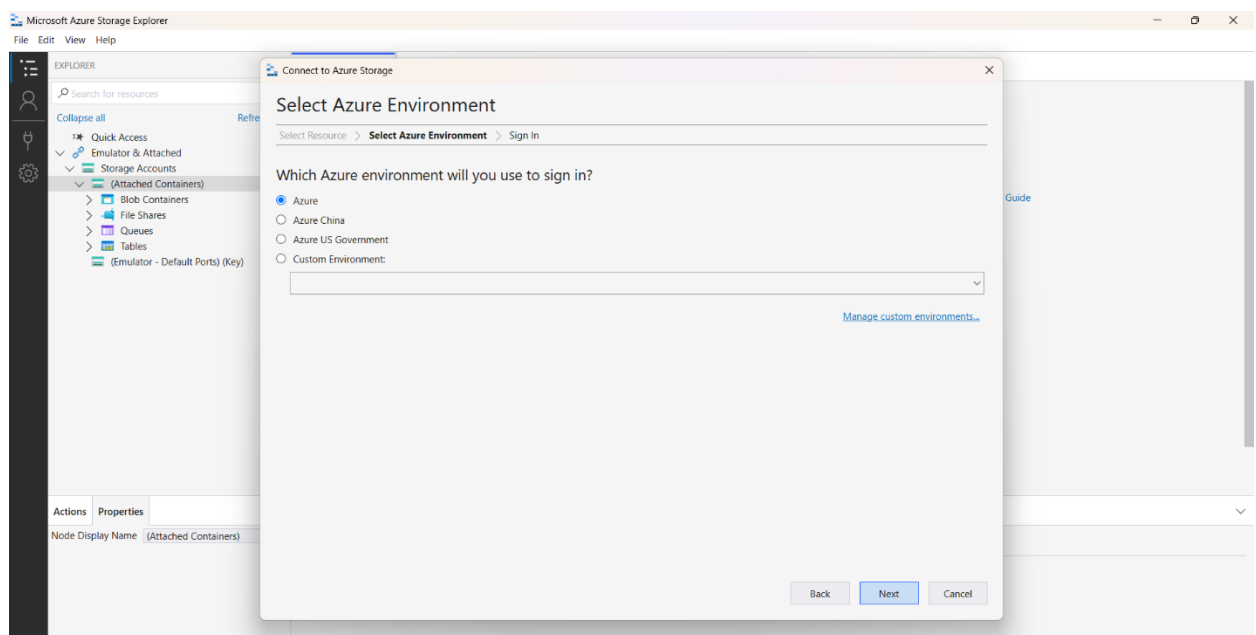 Microsoft Azure Storage Explorer
File Edit View Help
EXPLORER
Search for resources
Collapse all Refre
Quick Access
Emulator & Attached
Storage Accounts
(Attached Containers)
Blob Containers
File Shares
Queues
Tables
(Emulator - Default Ports) (Key)
Connect to Azure Storage
Select Azure Environment
Select Resource > Select Azure Environment > Sign In
Which Azure environment will you use to sign in?
Azure
Azure China
Azure US Government
Custom Environment:
Manage custom environments...
Back Next Cancel
Guide
Actions Properties
Node Display Name (Attached Containers)